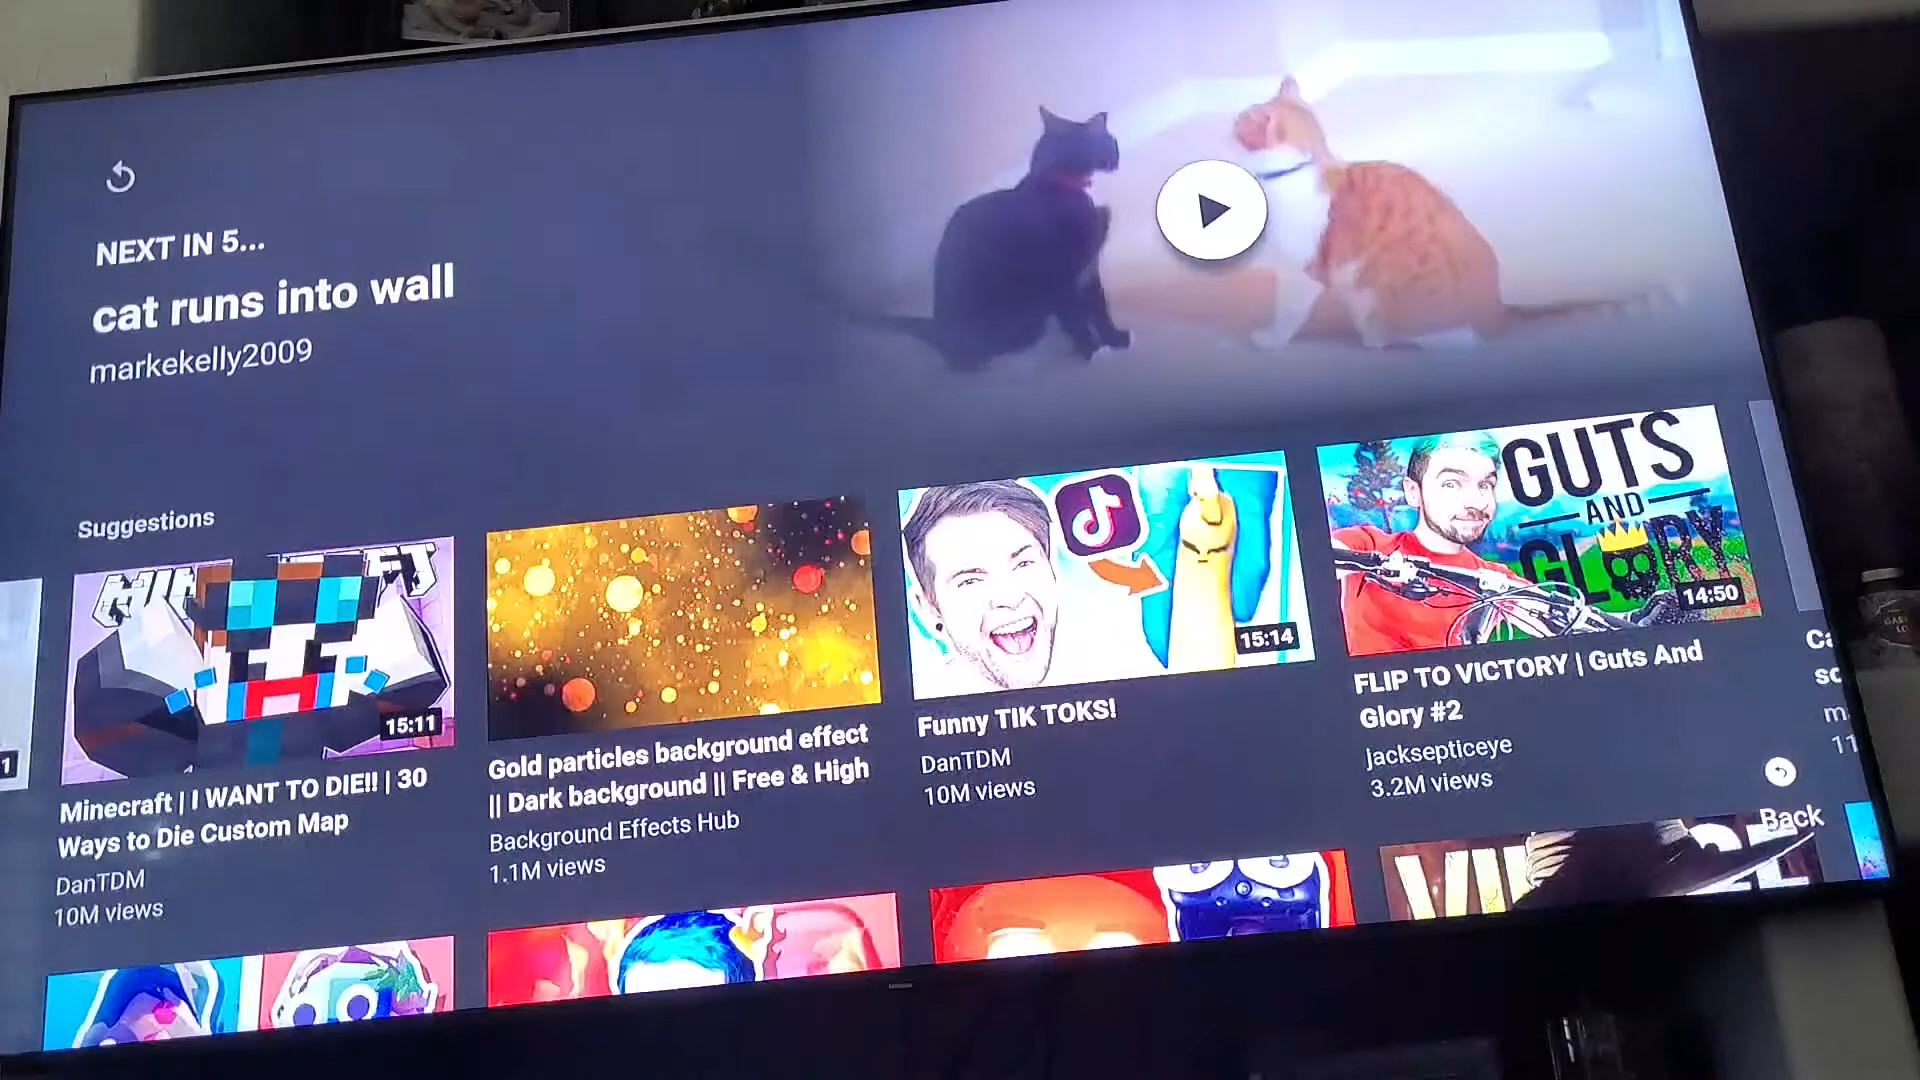 NEXT IN 5...
cat runs into wall
markekelly2009
Suggestions
15:11
Minecraft | I WANT TO DIE!! | 30
Ways to Die Custom Map
DanTDM
10M views
Gold particles background effect
|| Dark background || Free & High
Background Effects Hub
1.1M views
15:14
Funny TIK TOKS!
DanTDM
10M views
GUTS
AND
GLORY
14:50
FLIP TO VICTORY | Guts And
Glory #2
jacksepticeye
3.2M views
Back